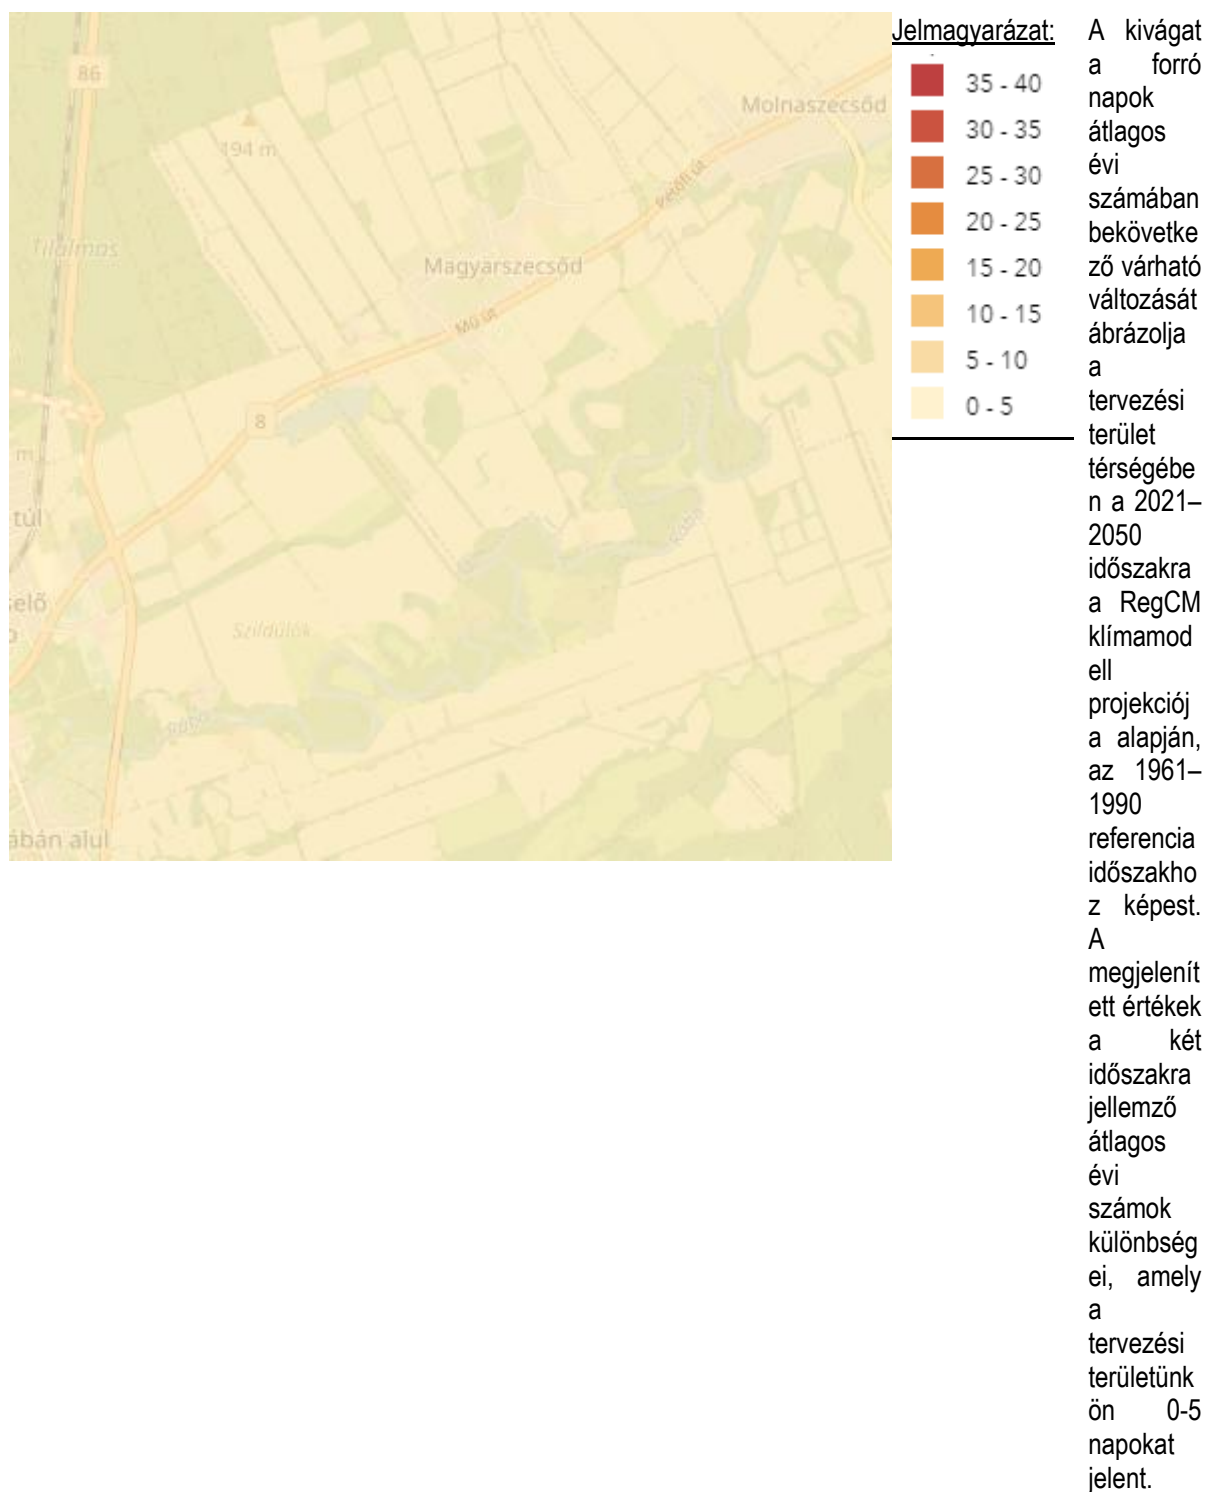 86
Molnaszecsőd
194 m
Petőfi út
Tilalmas
Magyarszecsőd
Mű út
8
m
túl
Rába
elő
Szildülők
Rába
ábán alul
Jelmagyarázat:
35 - 40
30 - 35
25 - 30
20 - 25
15 - 20
10 - 15
5 - 10
0 - 5
A kivágat
a forró
napok
átlagos
évi
számában
bekövetke
ző várható
változását
ábrázolja
a
tervezési
terület
térségébe
n a 2021–
2050
időszakra
a RegCM
klímamod
ell
projekciój
a alapján,
az 1961–
1990
referencia
időszakho
z képest.
A
megjelenít
ett értékek
a két
időszakra
jellemző
átlagos
évi
számok
különbség
ei, amely
a
tervezési
területünk
ön 0-5
napokat
jelent.